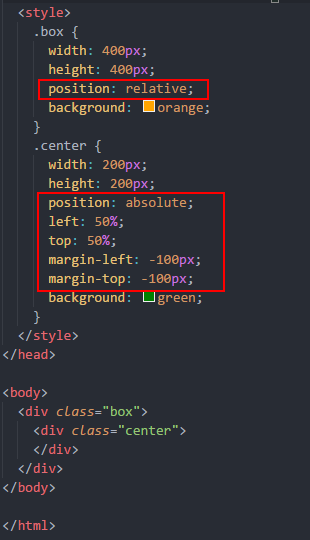 <style>
.box {
width: 400px;
height: 400px;
position: relative;
background: orange;
}
.center {
width: 200px;
height: 200px;
position: absolute;
left: 50%;
top: 50%;
margin-left: -100px;
margin-top: -100px;
background: green;
}
</style>
</head>
<body>
<div class="box">
<div class="center">
</div>
</div>
</body>
</html>